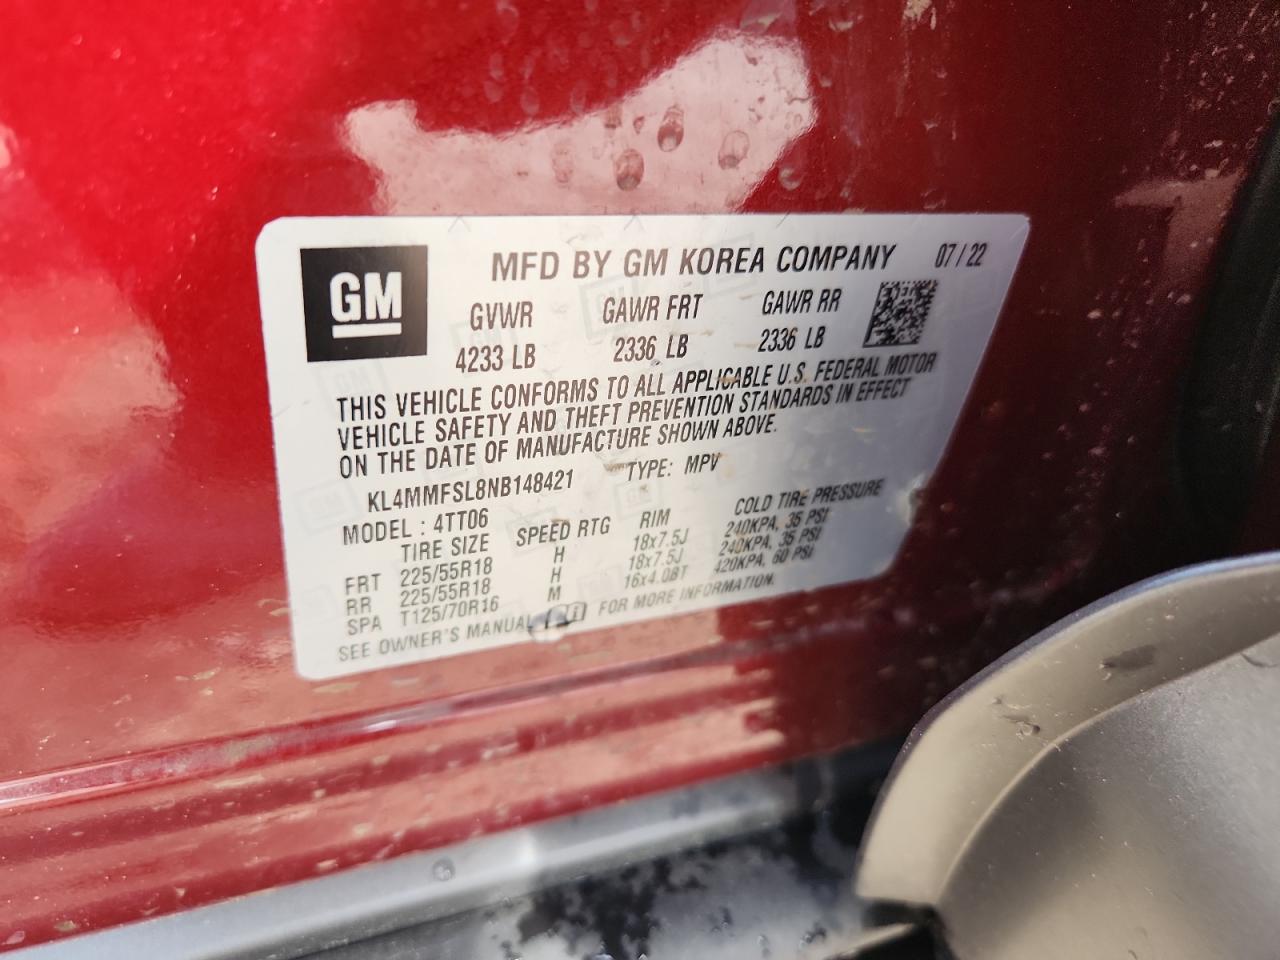 GM
MFD BY GM KOREA COMPANY 07 / 22
GVWR GAWR FRT GAWR RR
4233 LB 2336 LB 2336 LB
THIS VEHICLE CONFORMS TO ALL APPLICABLE U.S. FEDERAL MOTOR
VEHICLE SAFETY AND THEFT PREVENTION STANDARDS IN EFFECT
ON THE DATE OF MANUFACTURE SHOWN ABOVE.
KL4MMFSL8NB148421 TYPE: MPV
MODEL : 4TT06
TIRE SIZE SPEED RTG RIM COLD TIRE PRESSURE
FRT 225/55R18 H 18x7.5J 240KPA, 35 PSI
RR 225/55R18 H 18x7.5J 240KPA, 35 PSI
SPA T125/70R16 M 16x4.0BT 420KPA, 60 PSI
SEE OWNER'S MANUAL FOR MORE INFORMATION.